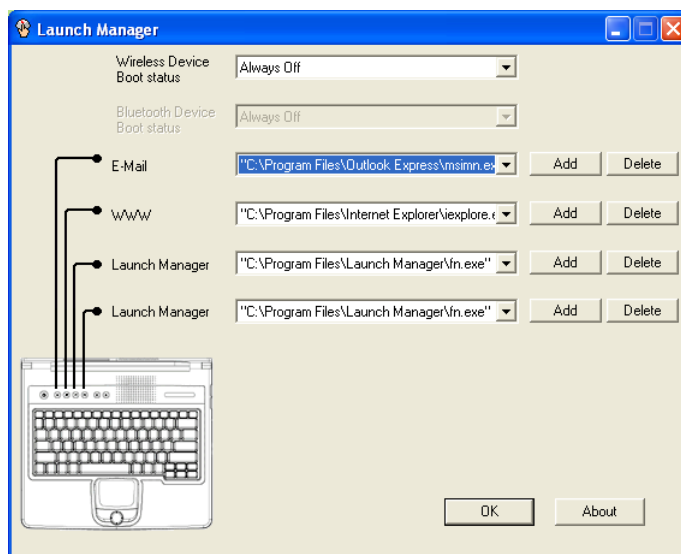 Launch Manager
Wireless Device
Boot status
Always Off
Bluetooth Device
Boot status
Always Off
E-Mail
"C:\Program Files\Outlook Express\msimn.ex
Add
Delete
WWW
"C:\Program Files\Internet Explorer\iexplore.e
Add
Delete
Launch Manager
"C:\Program Files\Launch Manager\fn.exe"
Add
Delete
Launch Manager
"C:\Program Files\Launch Manager\fn.exe"
Add
Delete
OK
About